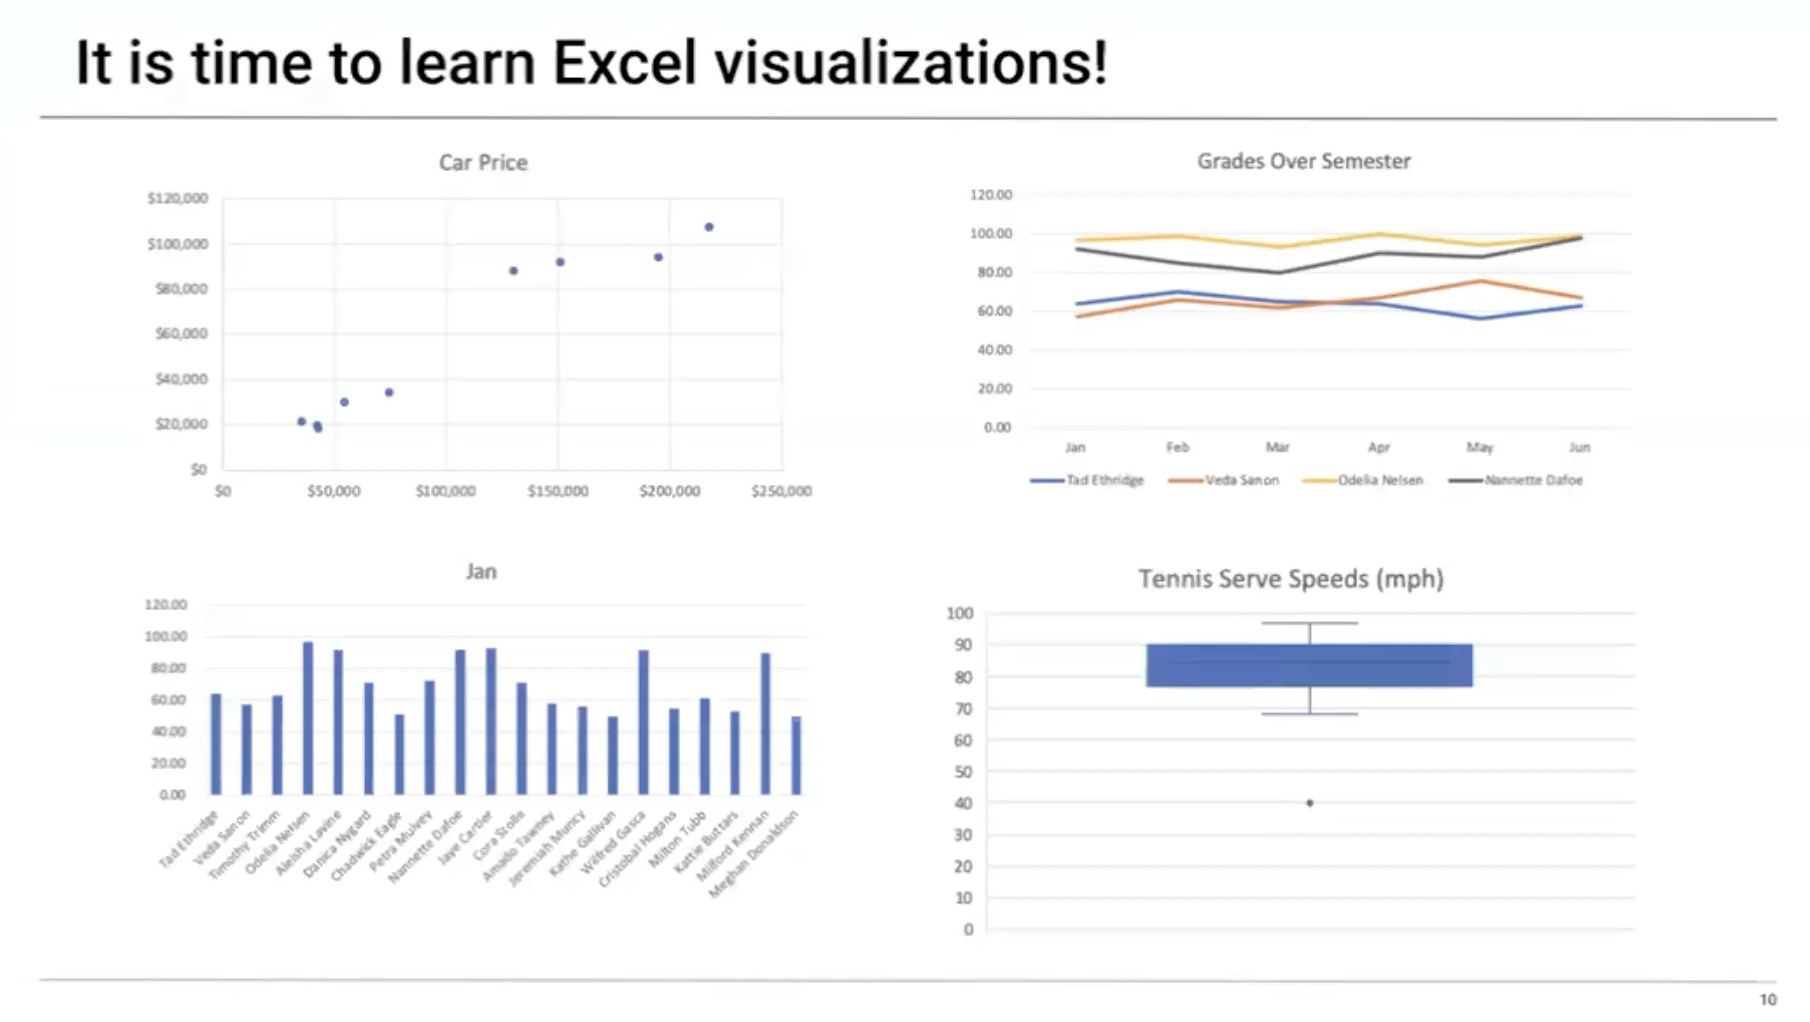 It is time to learn Excel visualizations!
Car Price
$120,000
$100,000
$80,000
$60,000
$40,000
$20,000
$0
$0 $50,000 $100,000 $150,000 $200,000 $250,000
Grades Over Semester
120.00
100.00
80.00
60.00
40.00
20.00
0.00
Jan Feb Mar Apr May Jun
Tad Ethridge Veda Sanon Odelia Nelsen Nannette Dafoe
Jan
120.00
100.00
80.00
60.00
40.00
20.00
0.00
Tad Ethridge
Veda Sanon
Timothy Trimm
Odelia Nelsen
Aleisha Lavine
Danica Nygard
Chadwick Eagle
Petra Mulvey
Nannette Dafoe
Jaye Cartier
Cora Stolle
Amado Tawney
Jeremiah Muncy
Kathe Gallivan
Wilfred Gasca
Cristobal Hogans
Milton Tubb
Kattie Buttars
Milford Kennan
Meghan Donaldson
Tennis Serve Speeds (mph)
100
90
80
70
60
50
40
30
20
10
0
10